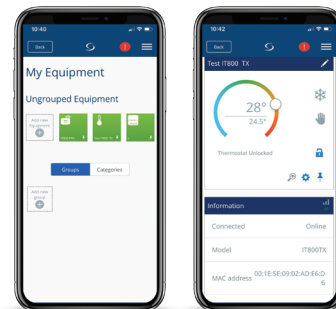 10:40
Back
My Equipment
Ungrouped Equipment
Add new
Equipment
Groups
Categories
Add new
group
10:42
Back
Test IT800 TX
28°
24.5°
Thermostat Unlocked
Information
Connected
Online
Model
IT800TX
MAC address
00:1E:5E:09:02:AD:E6:D
6